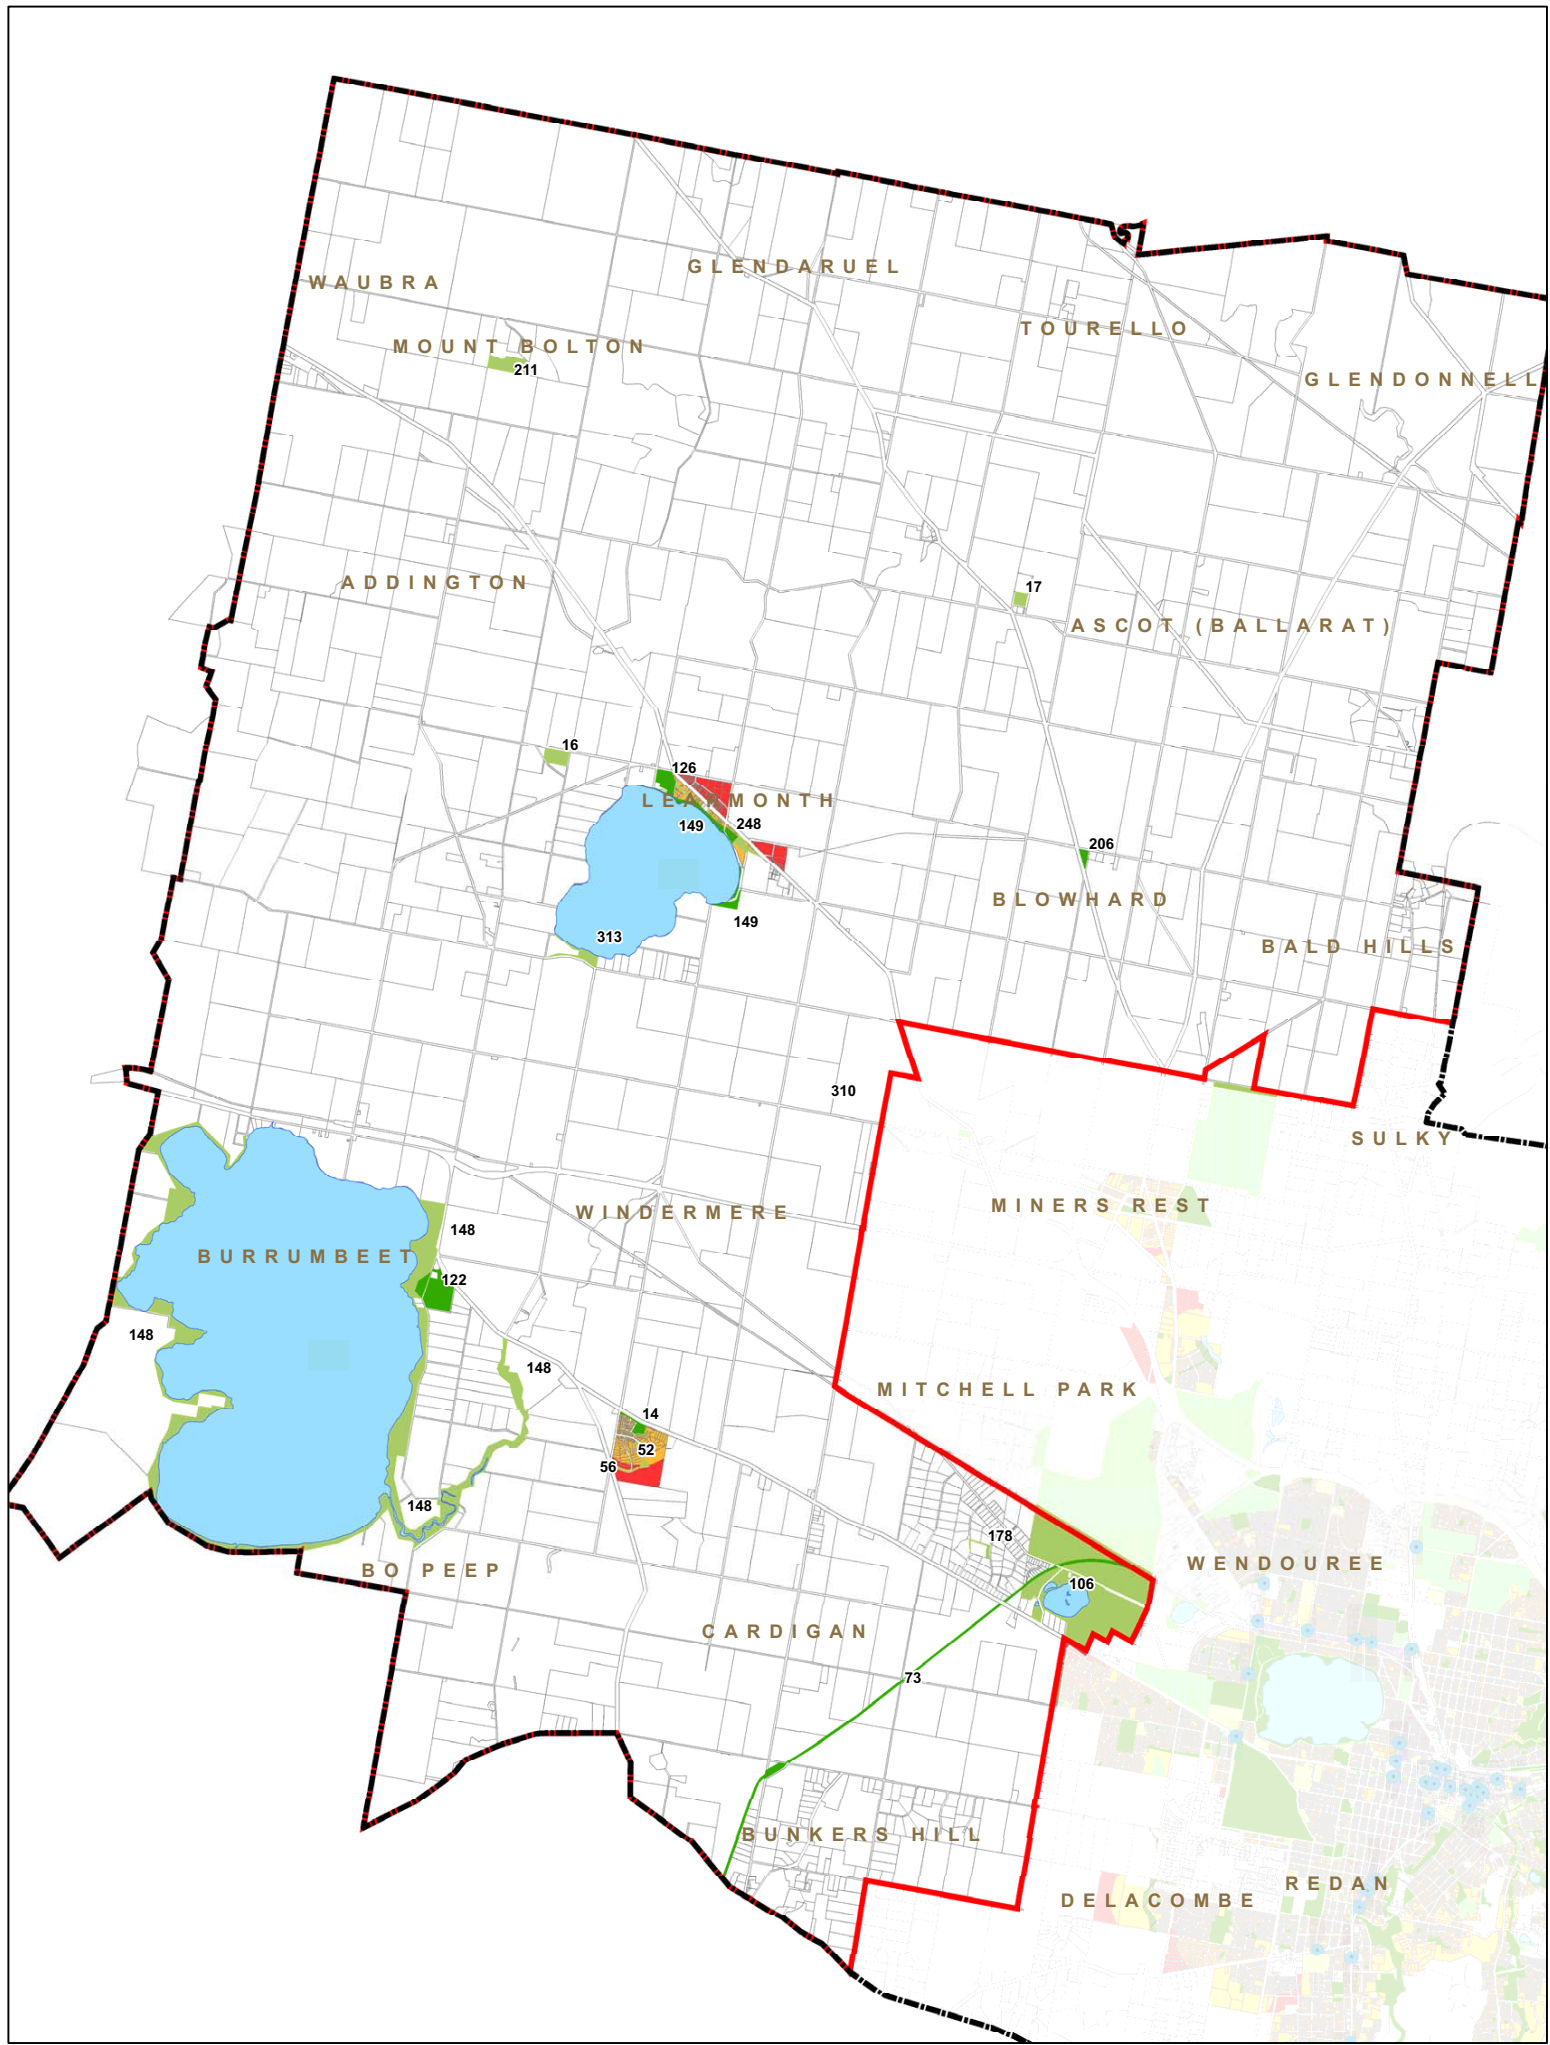 GLENDARUEL
WAUBRA
TOURELLO
MOUNT BOLTON
211
GLENDONNELL
ADDINGTON
17
ASCOT (BALLARAT)
16
126
LEARMONTH
149
248
206
BLOWHARD
149
313
BALD HILLS
310
SULKY
MINERS REST
WINDERMERE
148
BURRUMBEET
122
148
148
MITCHELL PARK
14
52
56
148
178
WENDOUREE
BO PEEP
106
CARDIGAN
73
BUNKERS HILL
REDAN
DELACOMBE